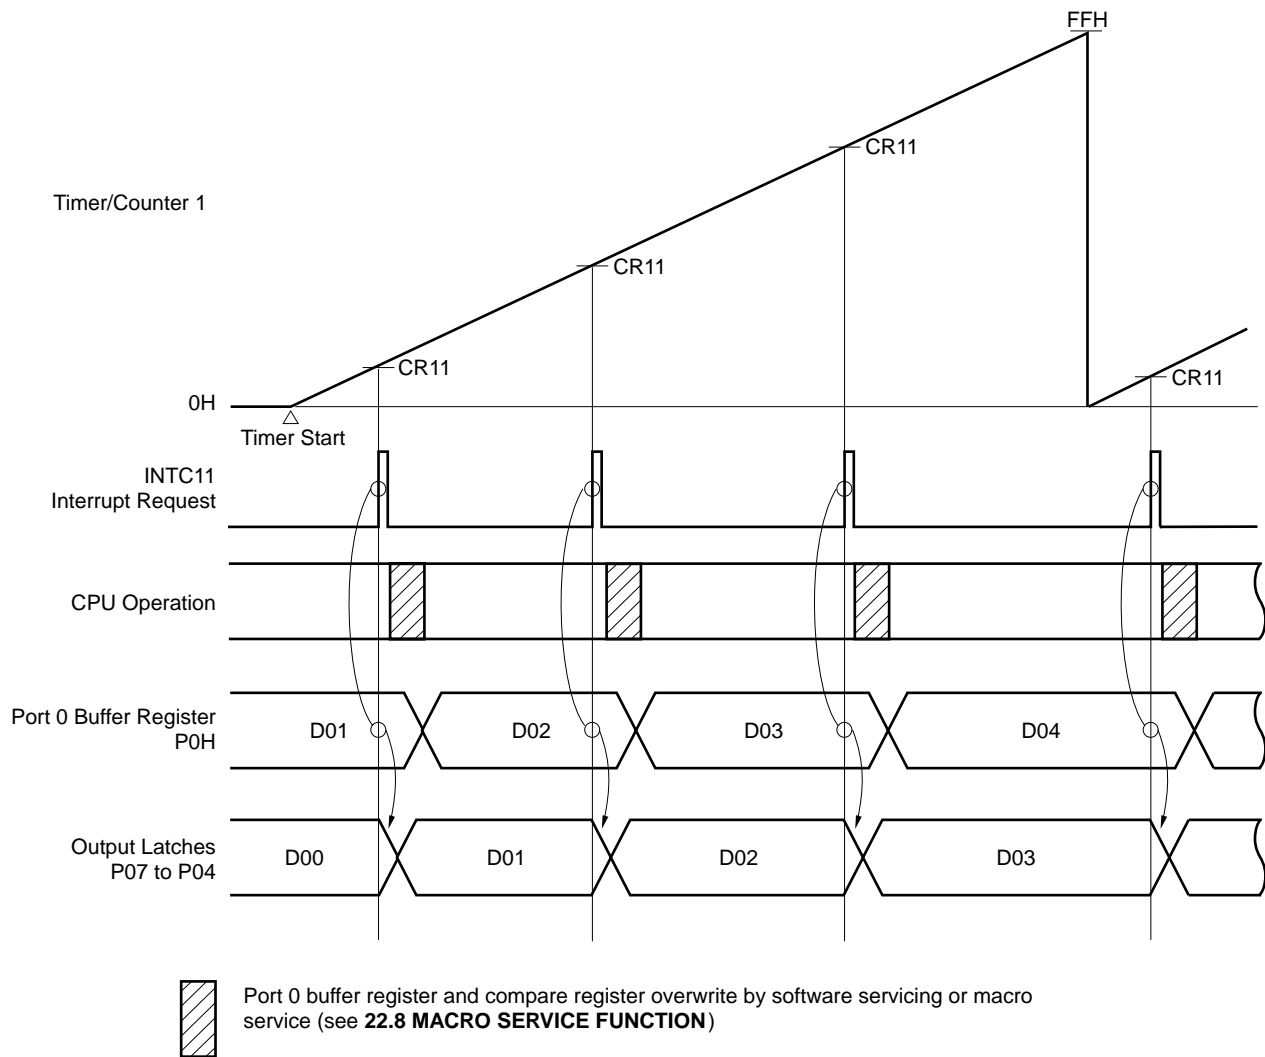 FFH
CR11
Timer/Counter 1
CR11
CR11
CR11
0H
Timer Start
INTC11
Interrupt Request
CPU Operation
Port 0 Buffer Register
P0H
D01
D02
D03
D04
Output Latches
P07 to P04
D00
D01
D02
D03
Port 0 buffer register and compare register overwrite by software servicing or macro
service (see 22.8 MACRO SERVICE FUNCTION)